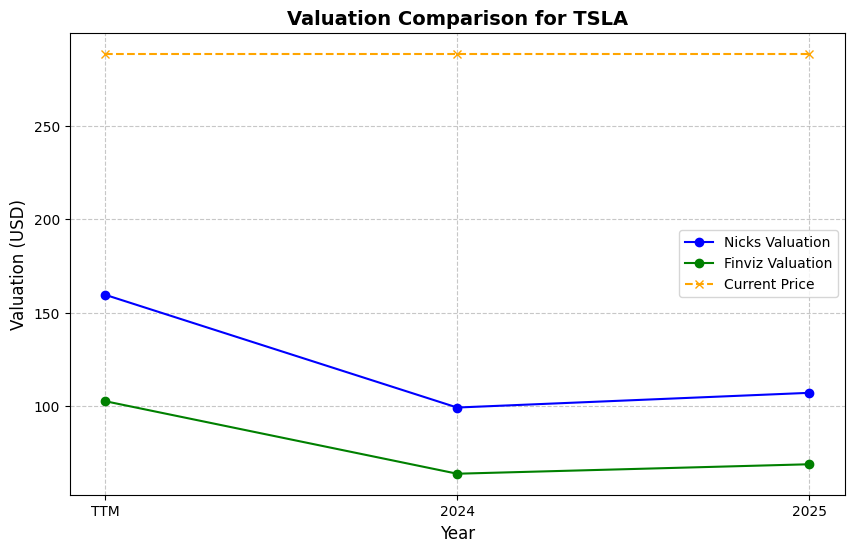 Valuation Comparison for TSLA
Valuation (USD)
250
200
150
100
Nicks Valuation
Finviz Valuation
Current Price
TTM
2024
2025
Year